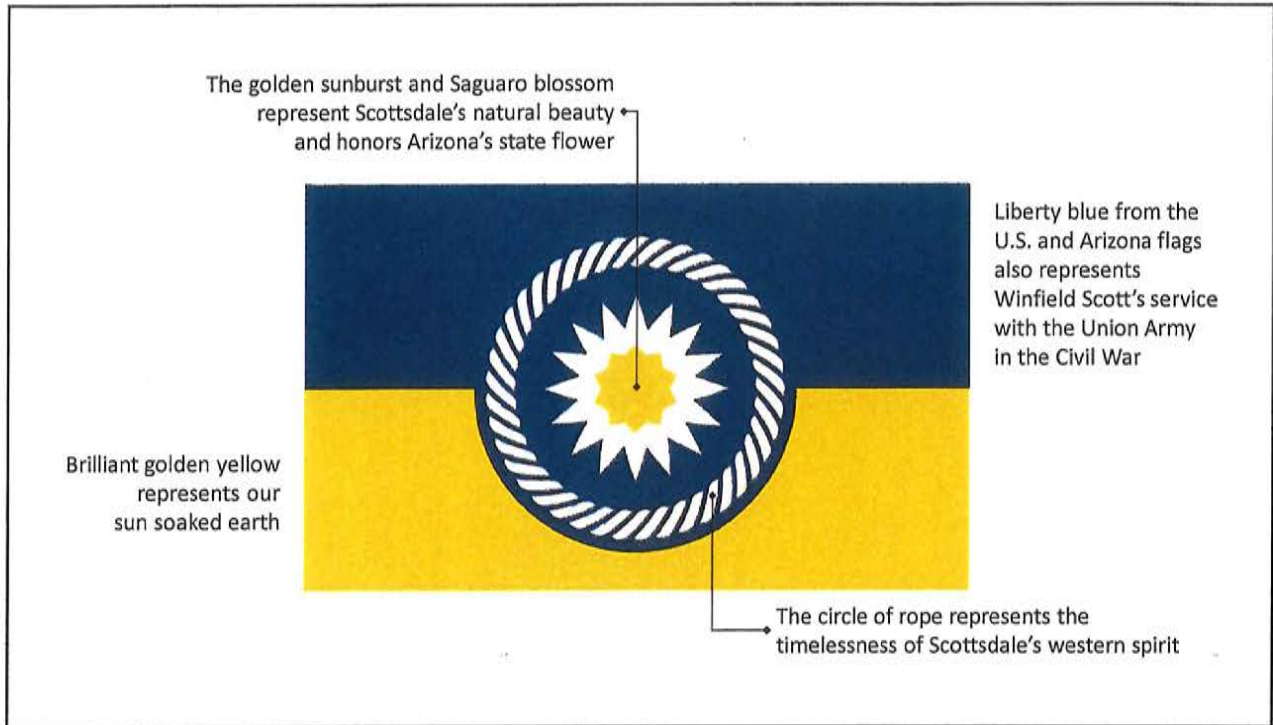 The golden sunburst and Saguaro blossom
represent Scottsdale's natural beauty
and honors Arizona's state flower
Liberty blue from the
U.S. and Arizona flags
also represents
Winfield Scott's service
with the Union Army
in the Civil War
Brilliant golden yellow
represents our
sun soaked earth
The circle of rope represents the
timelessness of Scottsdale's western spirit